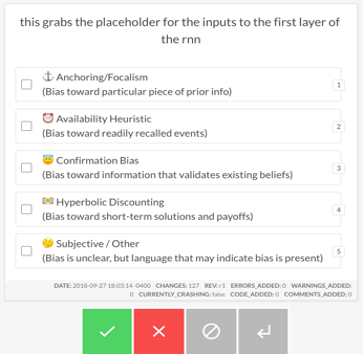 this grabs the placeholder for the inputs to the first layer of
the rnn
Anchoring/Focalism
(Bias toward particular piece of prior info)
1
Availability Heuristic
(Bias toward readily recalled events)
2
Confirmation Bias
(Bias toward information that validates existing beliefs)
3
Hyperbolic Discounting
(Bias toward short-term solutions and payoffs)
4
Subjective / Other
(Bias is unclear, but language that may indicate bias is present)
5
DATE: 2018-09-27 18:03:14 -0400 CHANGES: 127 REV: r1 ERRORS_ADDED: 0 WARNINGS_ADDED:
0 CURRENTLY_CRASHING: false CODE_ADDED: 0 COMMENTS_ADDED: 0